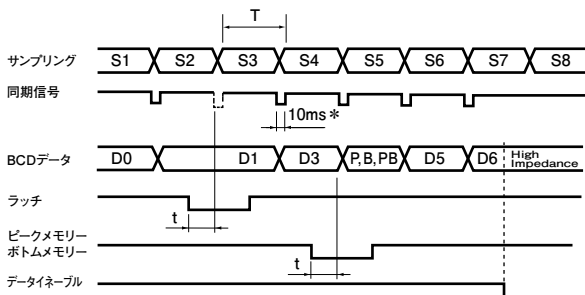 T
サンプリング S1 S2 S3 S4 S5 S6 S7 S8
同期信号
10ms*
BCDデータ D0 D1 D3 P,B,PB D5 D6 High
Impedance
ラッチ
t
ピークメモリー
ボトムメモリー
t
データイネーブル